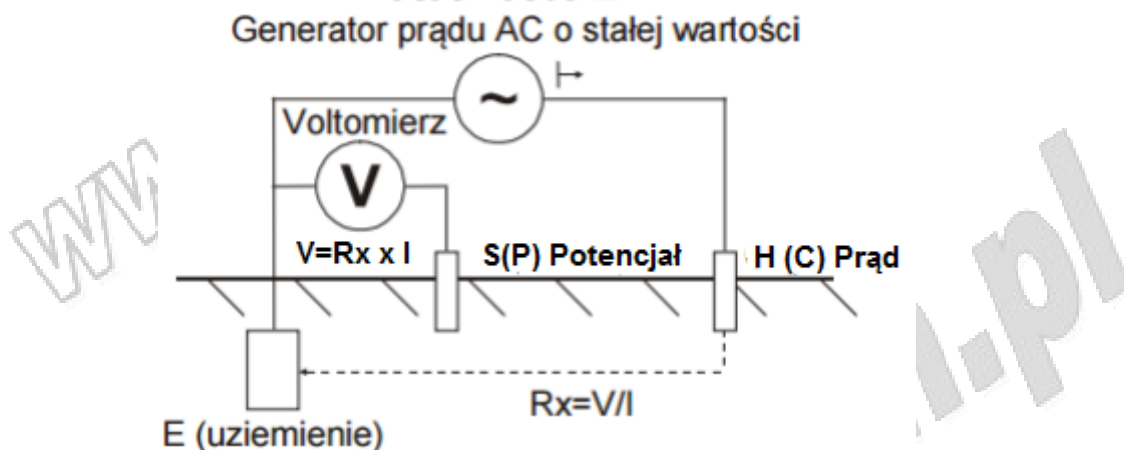 Generator prądu AC o stałej wartości
~
Voltomierz
V
V=Rx x I
S(P) Potencjał
H (C) Prąd
Rx=V/I
E (uziemienie)